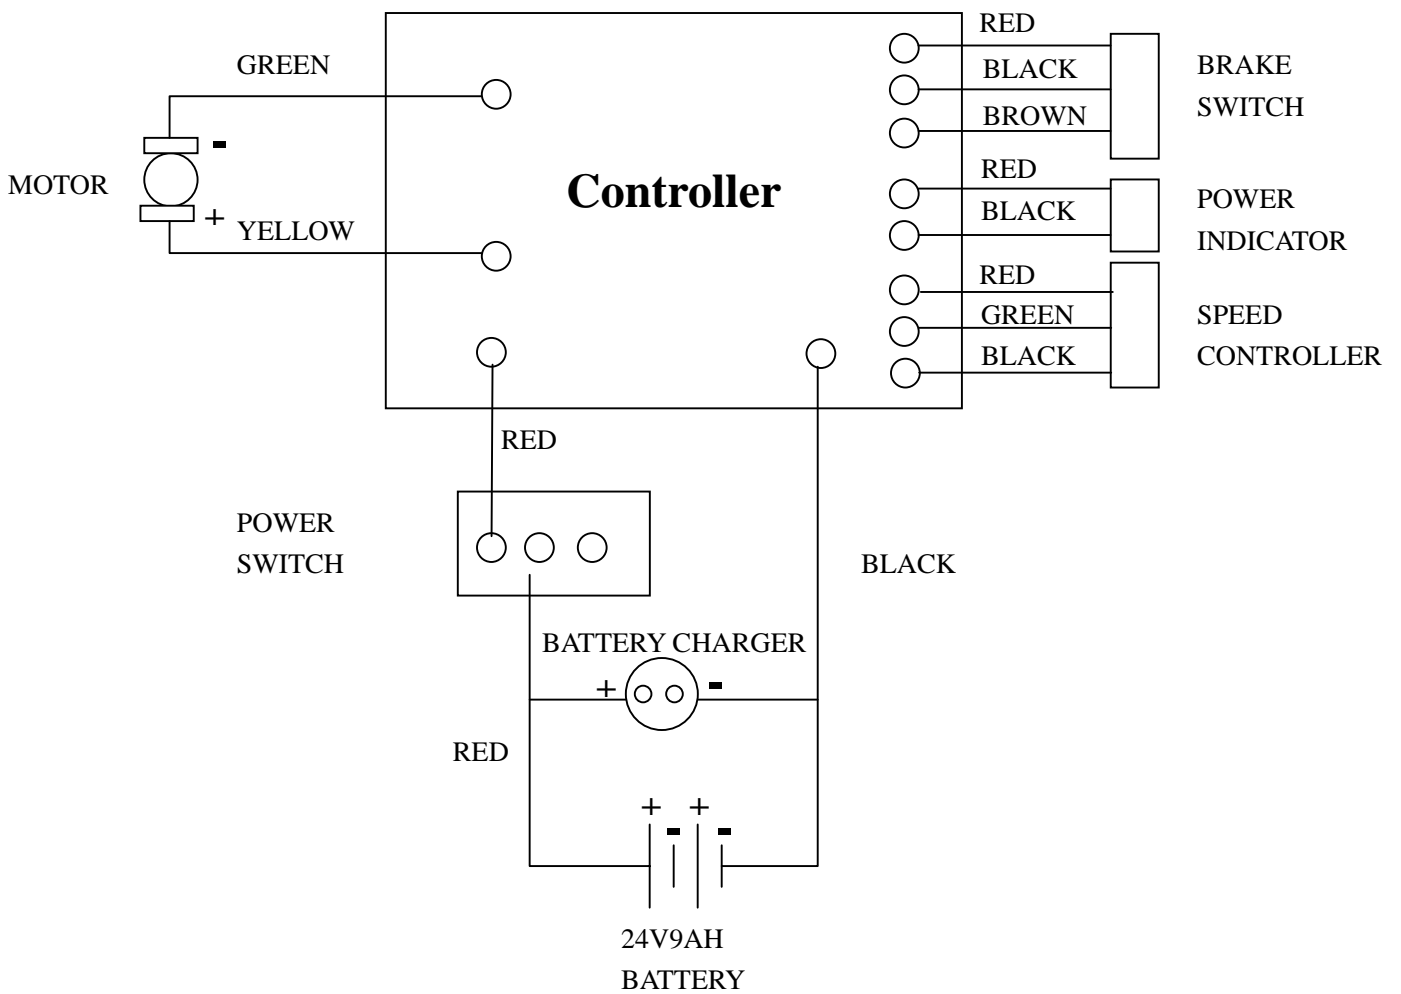 RED
GREEN
BLACK
BRAKE
SWITCH
BROWN
-
MOTOR
+
YELLOW
Controller
RED
BLACK
POWER
INDICATOR
RED
GREEN
BLACK
SPEED
CONTROLLER
RED
POWER
SWITCH
BLACK
BATTERY CHARGER
+ -
RED
+ +
- -
24V9AH
BATTERY